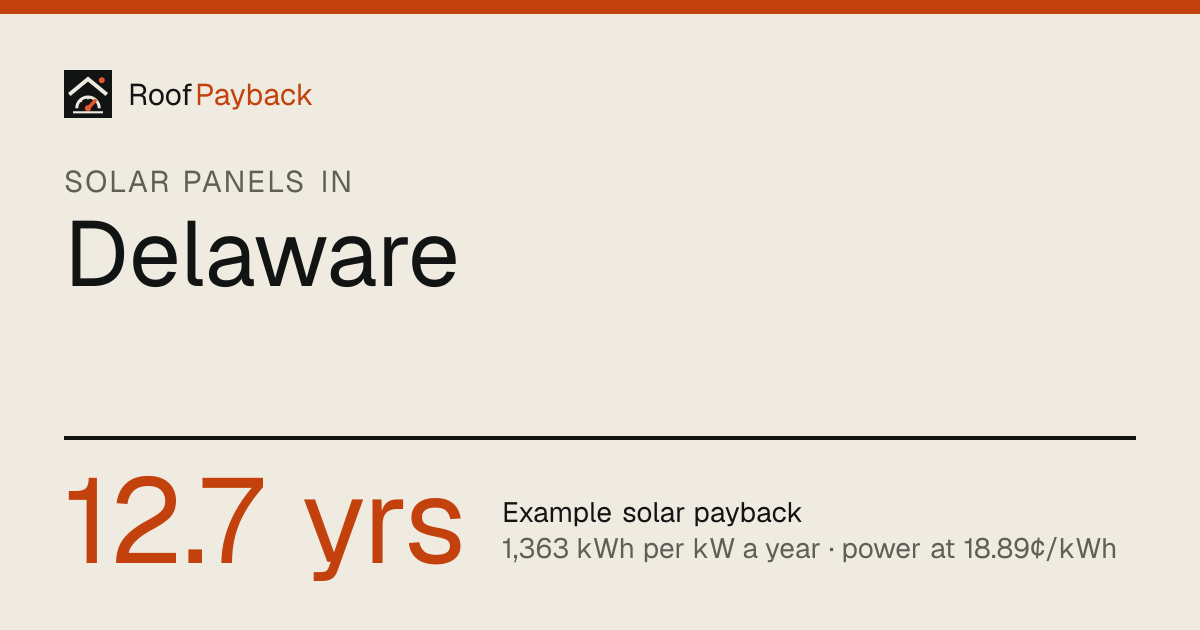 RoofPayback
SOLAR PANELS IN
Delaware
12.7 yrs
Example solar payback
1,363 kWh per kW a year · power at 18.89¢/kWh